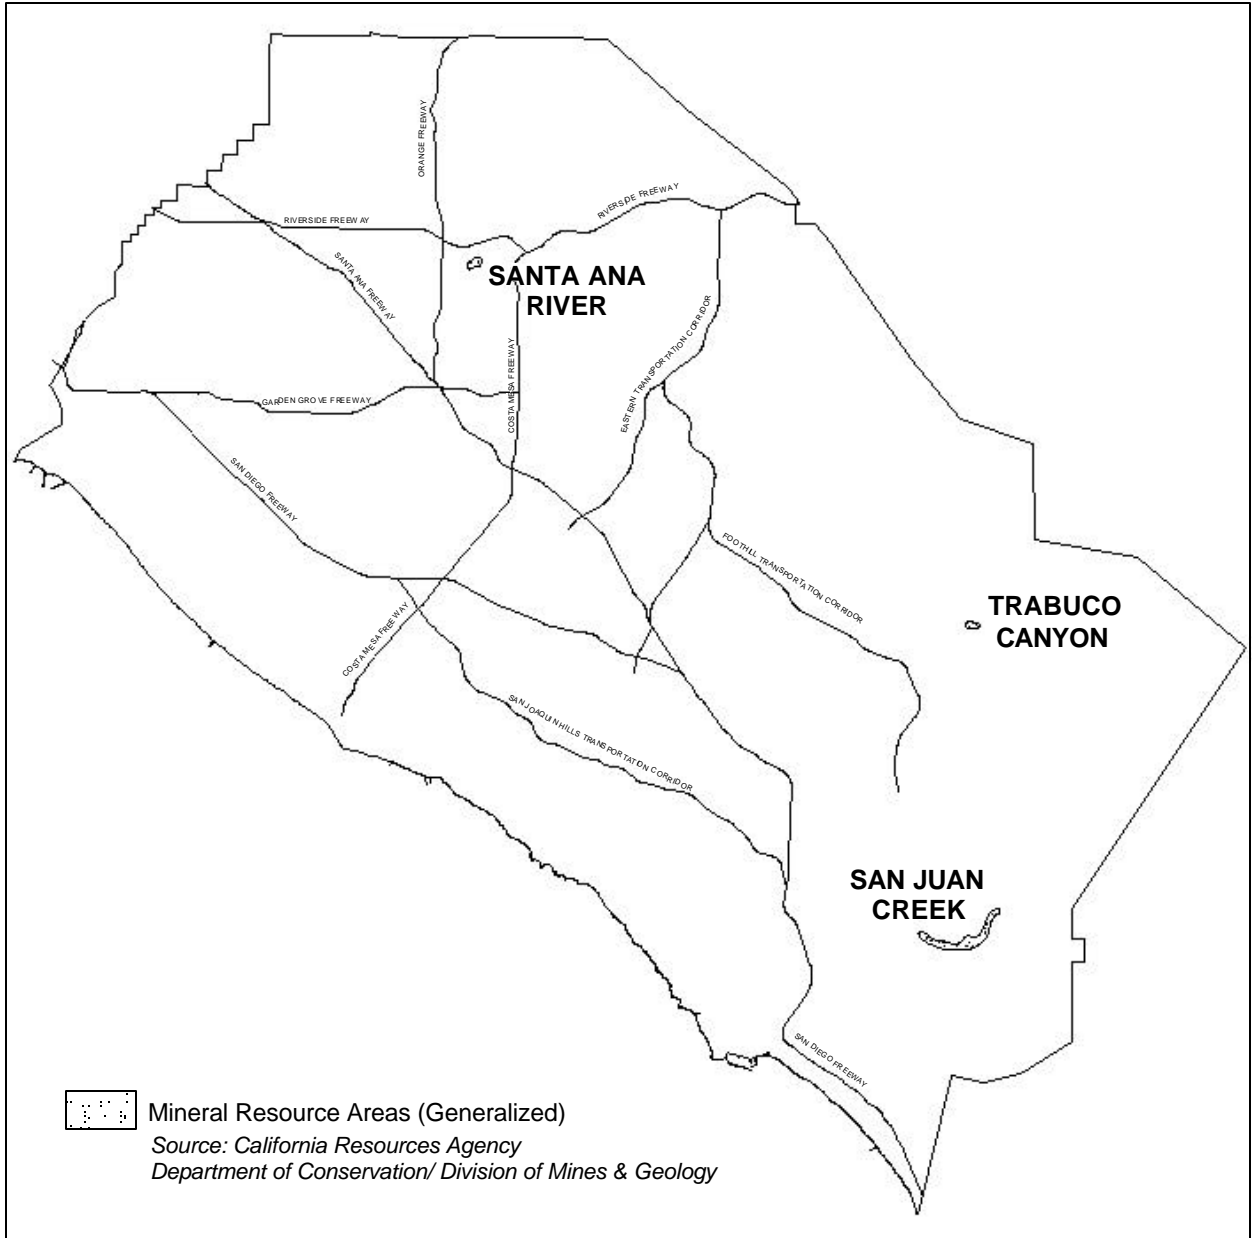 ORANGE FREEWAY
RIVERSIDE FREEWAY
RIVERSIDE FREEWAY
SANTA ANA FREEWAY
SANTA ANA
RIVER
EASTERN TRANSPORTATION CORRIDOR
COSTA MESA FREEWAY
GARDEN GROVE FREEWAY
SAN DIEGO FREEWAY
FOOTHILL TRANSPORTATION CORRIDOR
TRABUCO
CANYON
COSTA MESA FREEWAY
SAN JOAQUIN HILLS TRANSPORTATION CORRIDOR
SAN JUAN
CREEK
SAN DIEGO FREEWAY
Mineral Resource Areas (Generalized)
Source: California Resources Agency
Department of Conservation/ Division of Mines & Geology